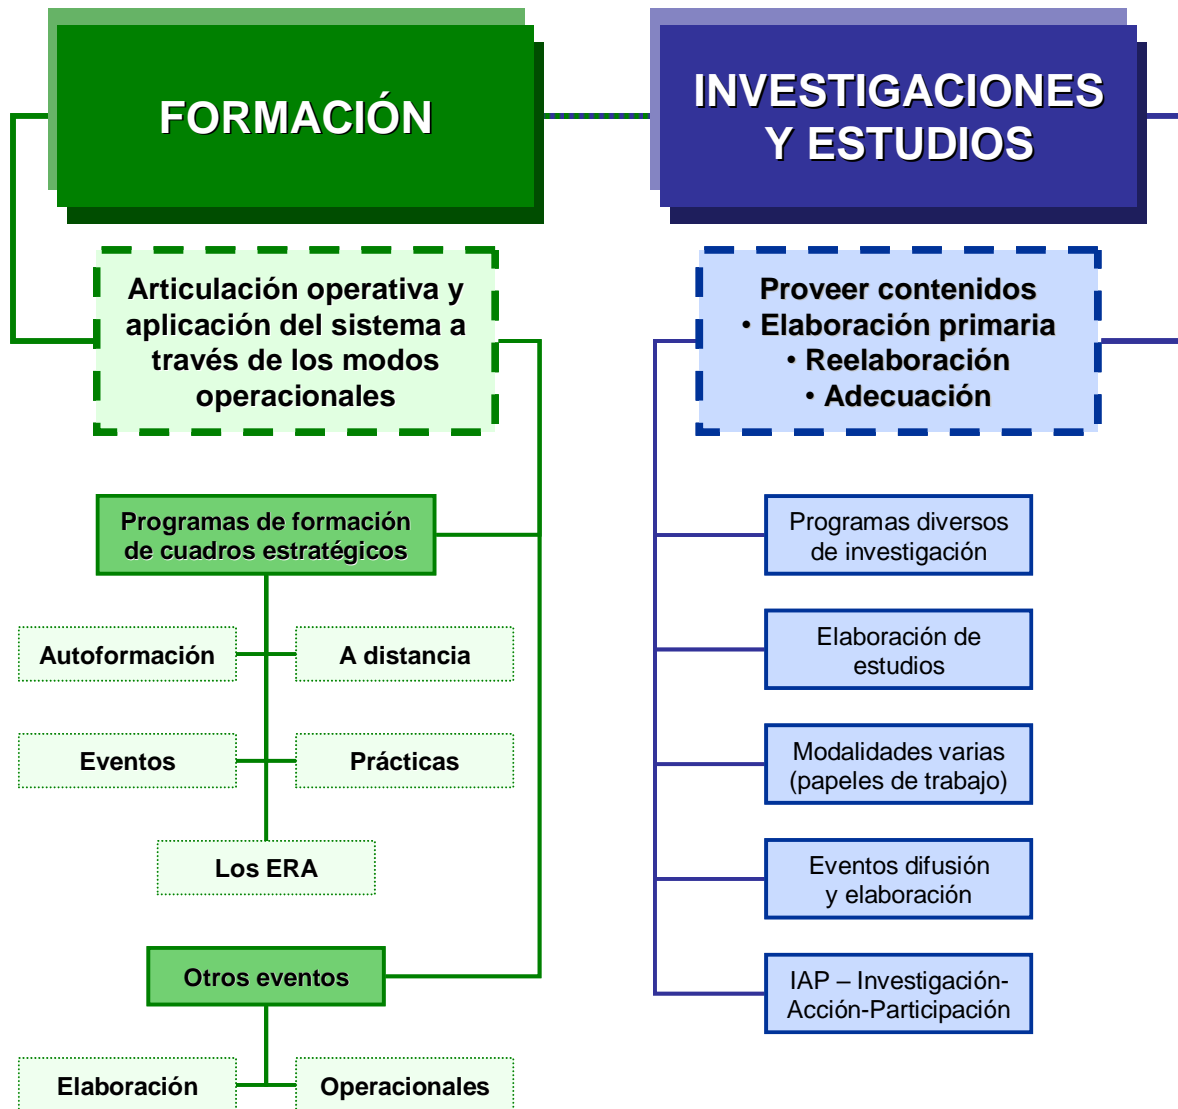 FORMACIÓN
Articulación operativa y
aplicación del sistema a
través de los modos
operacionales
Programas de formación
de cuadros estratégicos
Autoformación
A distancia
Eventos
Prácticas
Los ERA
Otros eventos
Elaboración
Operacionales
INVESTIGACIONES
Y ESTUDIOS
Proveer contenidos
• Elaboración primaria
• Reelaboración
• Adecuación
Programas diversos
de investigación
Elaboración de
estudios
Modalidades varias
(papeles de trabajo)
Eventos difusión
y elaboración
IAP – Investigación-
Acción-Participación